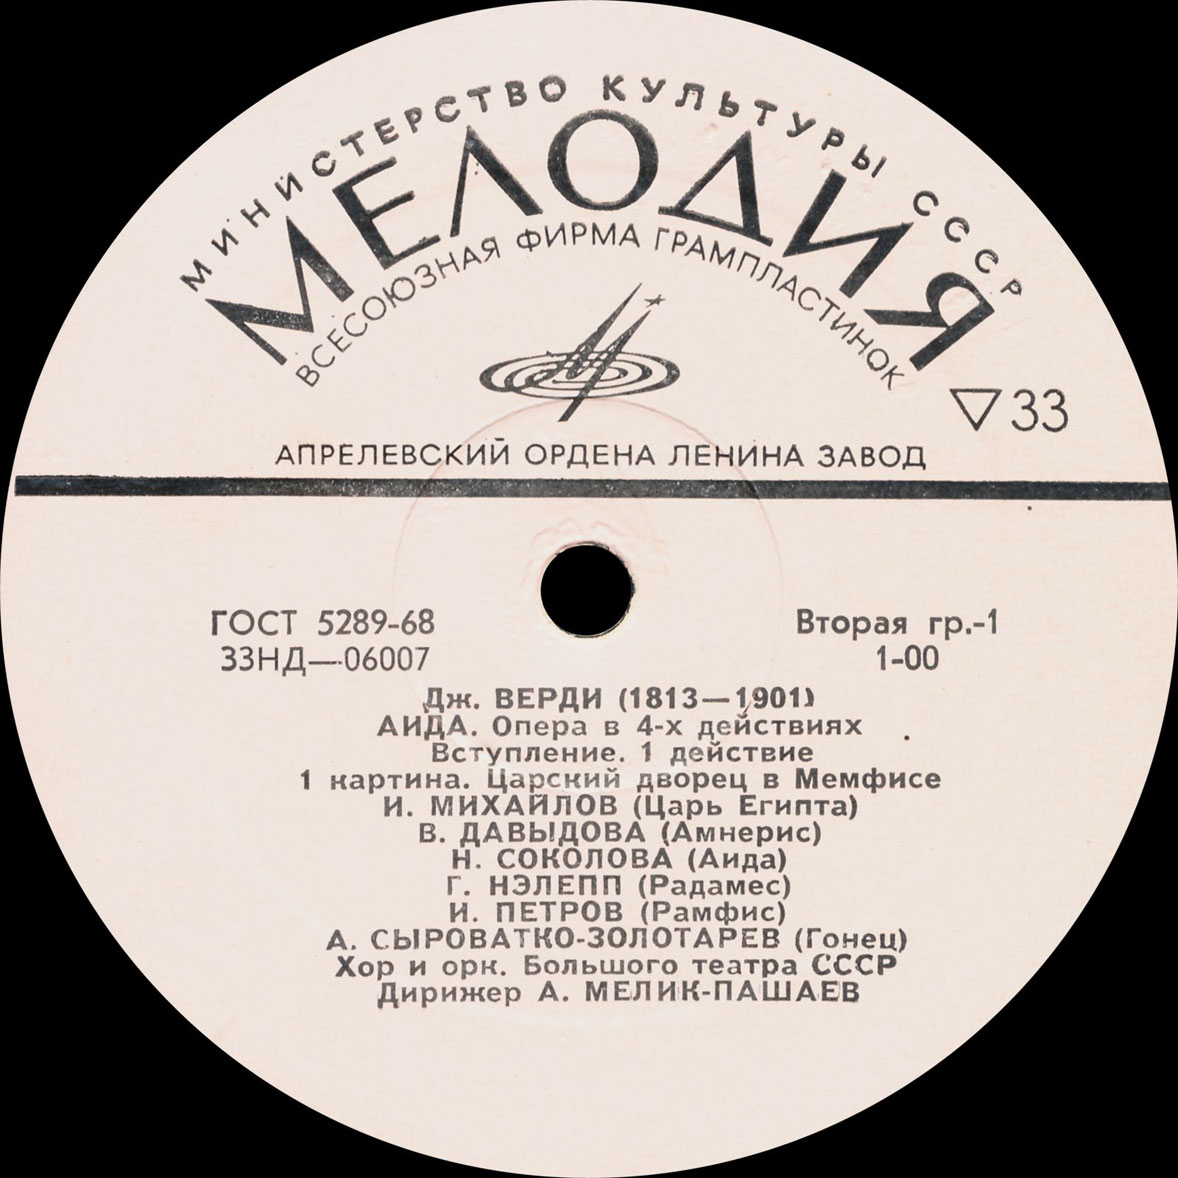 МИНИСТЕРСТВО КУЛЬТУРЫ СССР
МЕЛОДИЯ
ВСЕСОЮЗНАЯ ФИРМА ГРАМПЛАСТИНОК
33
АПРЕЛЕВСКИЙ ОРДЕНА ЛЕНИНА ЗАВОД
ГОСТ 5289-68
33НД—06007
Вторая гр.-1
1-00
Дж. ВЕРДИ (1813—1901)
АИДА. Опера в 4-х действиях
Вступление. 1 действие
1 картина. Царский дворец в Мемфисе
И. МИХАЙЛОВ (Царь Египта)
В. ДАВЫДОВА (Амнерис)
Н. СОКОЛОВА (Аида)
Г. НЭЛЕПП (Радамес)
И. ПЕТРОВ (Рамфис)
А. СЫРОВАТКО-ЗОЛОТАРЕВ (Гонец)
Хор и орк. Большого театра СССР
Дирижер А. МЕЛИК-ПАШАЕВ